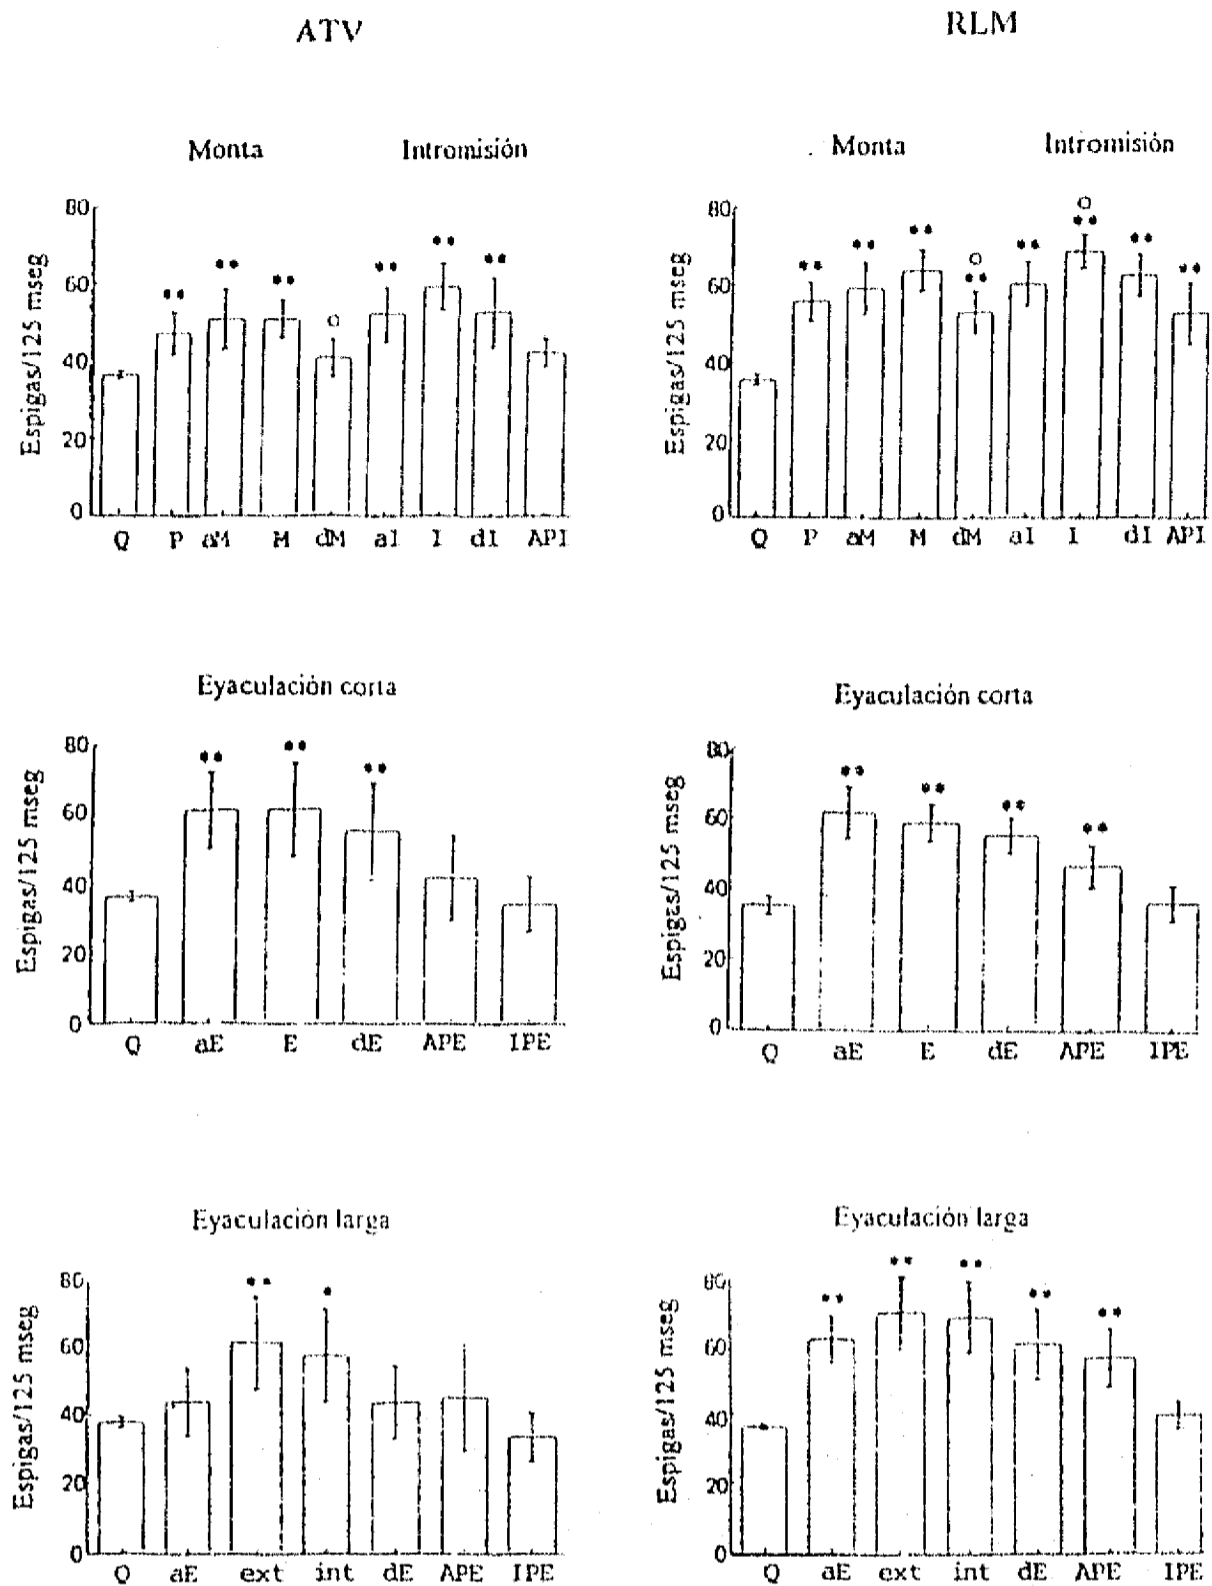 ATV
RLM
Monta Intromisión
Monta Intromisión
Espigas/125 mseg
80
60
40
20
0
Q P aM M dM aI I dI API
Espigas/125 mseg
80
60
40
20
0
Q P aM M dM aI I dI API
Eyaculación corta
Eyaculación corta
Espigas/125 mseg
80
60
40
20
0
Q aE E dE APE IPE
Espigas/125 mseg
80
60
40
20
0
Q aE E dE APE IPE
Eyaculación larga
Eyaculación larga
Espigas/125 mseg
80
60
40
20
0
Q aE ext int dE APE IPE
Espigas/125 mseg
80
60
40
20
0
Q aE ext int dE APE IPE